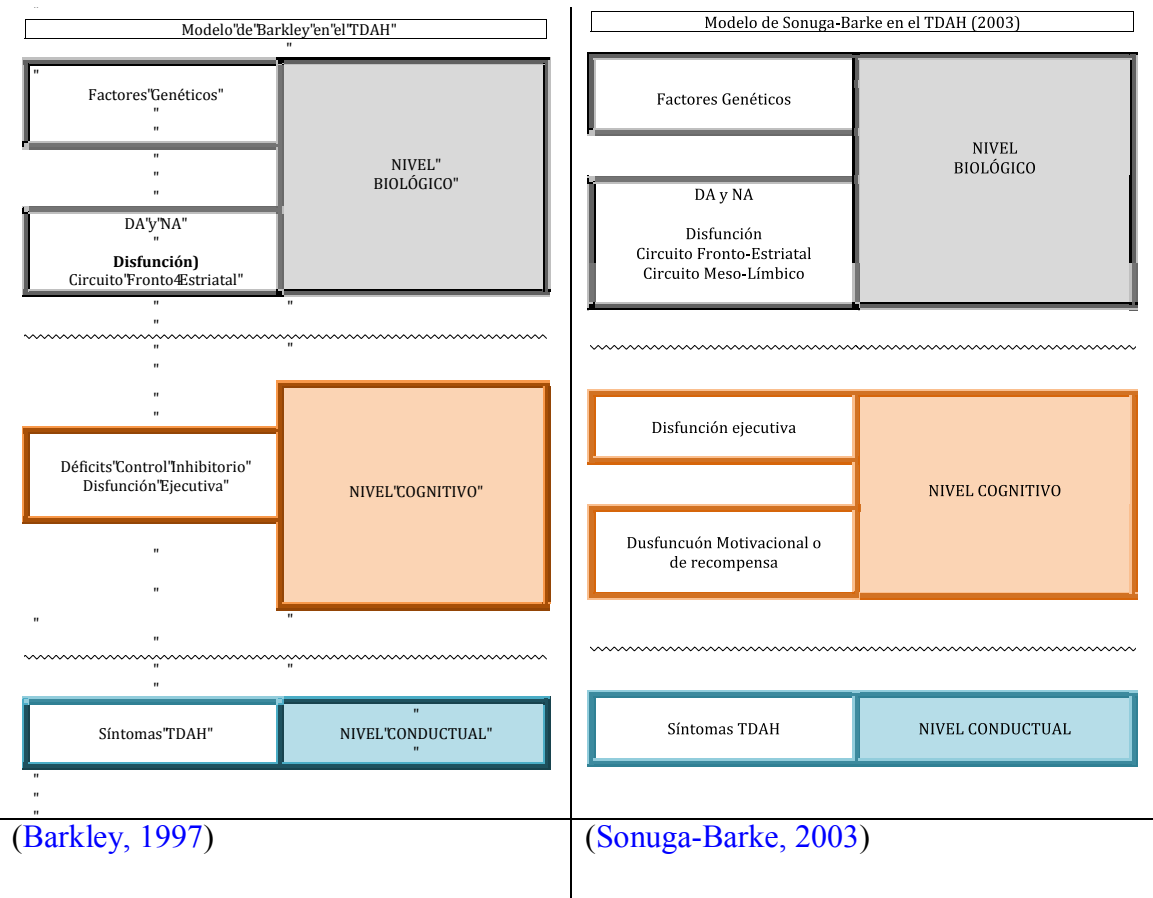 Modelo"de"Barkley"en"el"TDAH"
"
"
Factores"Genéticos"
"
"
"
"
"
NIVEL"
BIOLÓGICO"
DA"y"NA"
"
Disfunción)
Circuito"Fronto4Estriatal"
"
"
"
"
"
"
"
"
Déficits"Control"Inhibitorio"
Disfunción"Ejecutiva"
NIVEL"COGNITIVO"
"
"
"
"
"
"
"
"
Síntomas"TDAH"
"
NIVEL"CONDUCTUAL"
"
"
"
"
(Barkley, 1997)
Modelo de Sonuga-Barke en el TDAH (2003)
Factores Genéticos
NIVEL
BIOLÓGICO
DA y NA
Disfunción
Circuito Fronto-Estriatal
Circuito Meso-Límbico
Disfunción ejecutiva
NIVEL COGNITIVO
Dusfuncuón Motivacional o
de recompensa
Síntomas TDAH
NIVEL CONDUCTUAL
(Sonuga-Barke, 2003)